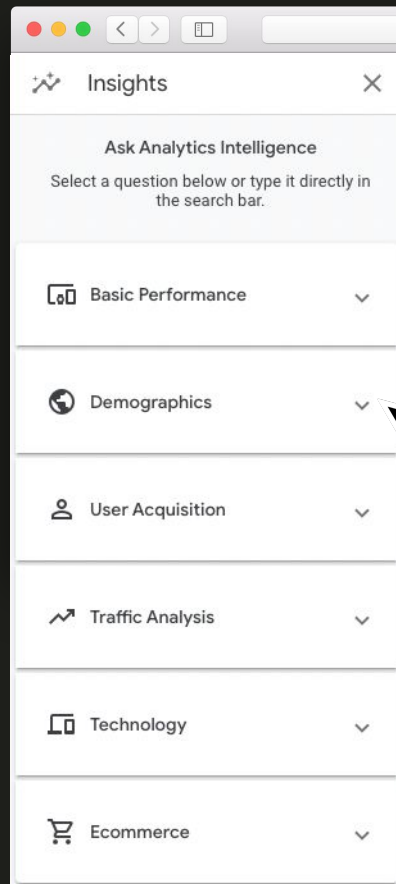 Insights
Ask Analytics Intelligence
Select a question below or type it directly in
the search bar.
Basic Performance
Demographics
User Acquisition
Traffic Analysis
Technology
Ecommerce